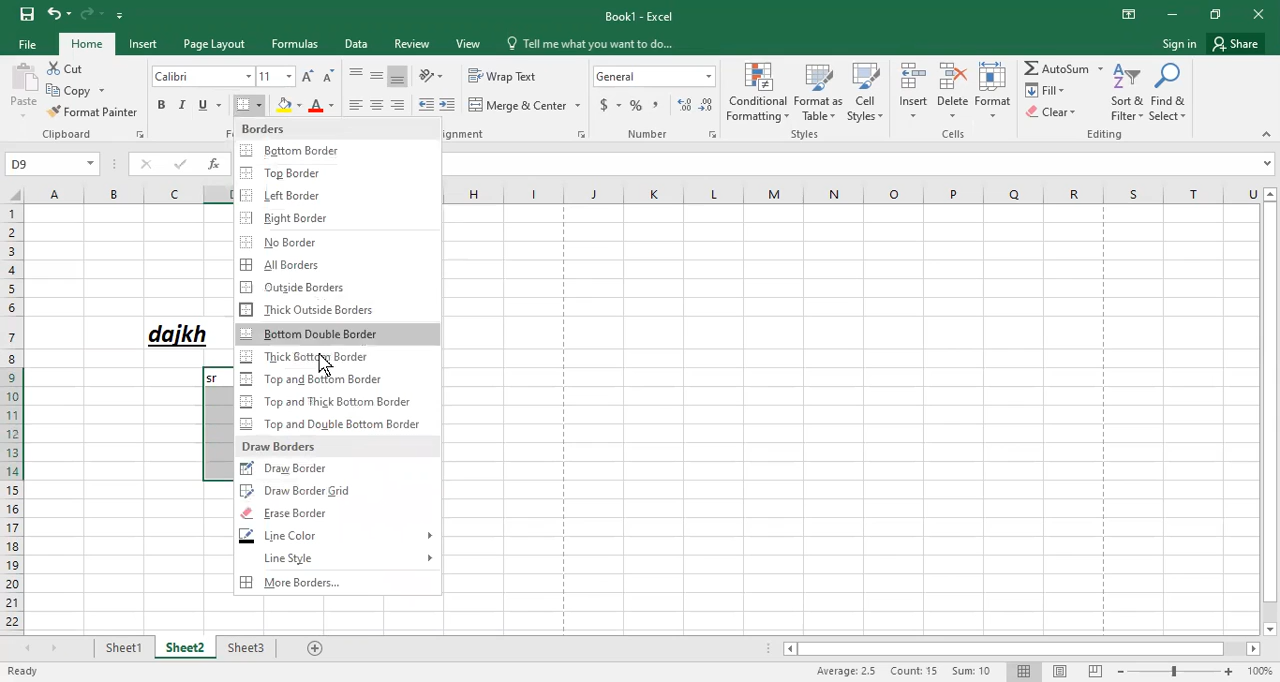 Book1 - Excel
Sign in Share
File Home Insert Page Layout Formulas Data Review View Tell me what you want to do...
Paste Cut Copy Format Painter Clipboard
Calibri 11 B I U A
Wrap Text Merge & Center
General $ % , Number
Conditional Formatting Format as Table Cell Styles Styles
Insert Delete Format Cells
AutoSum Fill Clear Sort & Filter Find & Select Editing
D9 fx
Borders
Bottom Border
Top Border
Left Border
Right Border
No Border
All Borders
Outside Borders
Thick Outside Borders
Bottom Double Border
Thick Bottom Border
Top and Bottom Border
Top and Thick Bottom Border
Top and Double Bottom Border
Draw Borders
Draw Border
Draw Border Grid
Erase Border
Line Color
Line Style
More Borders...
A B C H I J K L M N O P Q R S T U
1
2
3
4
5
6
7 dajkh
8
9 sr
10
11
12
13
14
15
16
17
18
19
20
21
22
Sheet1 Sheet2 Sheet3
Ready Average: 2.5 Count: 15 Sum: 10 100%